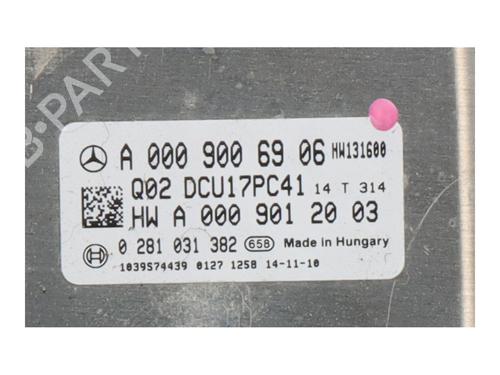 B-PARTS
A 000 900 69 06 HW131600
Q02 DCU17PC41 14 T 314
HW A 000 901 20 03
0 281 031 382 658 Made in Hungary
1039S74439 0127 1258 14-11-10